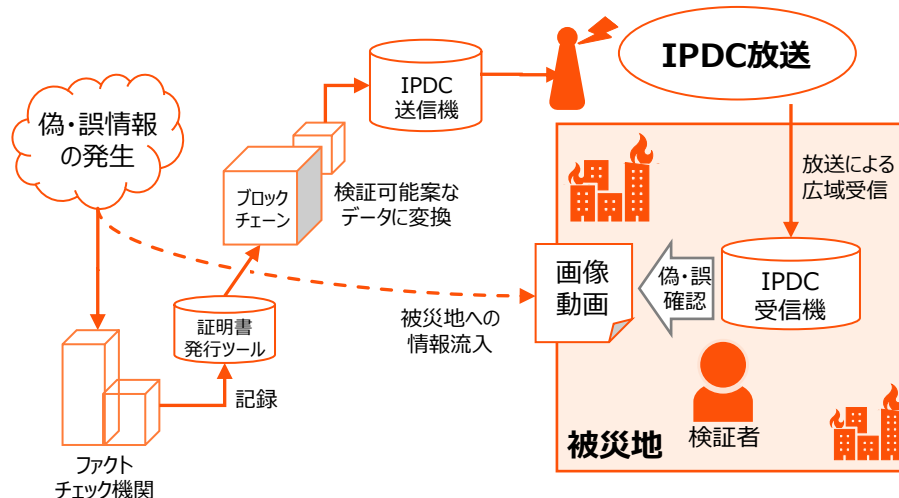 偽・誤情報
の発生
ファクト
チェック機関
記録
証明書
発行ツール
ブロック
チェーン
検証可能案な
データに変換
IPDC
送信機
IPDC放送
放送による
広域受信
被災地への
情報流入
画像
動画
偽・誤
確認
IPDC
受信機
検証者
被災地